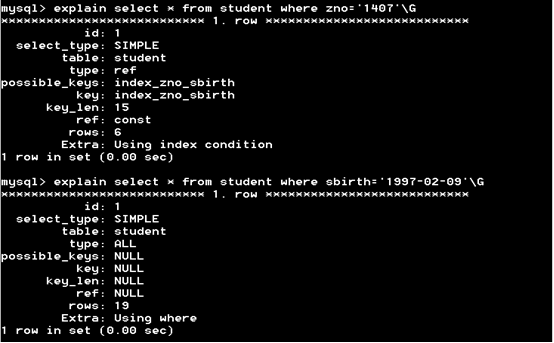 mysql> explain select * from student where zno='1407'\G
*************************** 1. row ***************************
           id: 1
  select_type: SIMPLE
        table: student
         type: ref
possible_keys: index_zno_sbirth
          key: index_zno_sbirth
      key_len: 15
          ref: const
         rows: 6
        Extra: Using index condition
1 row in set (0.00 sec)
mysql> explain select * from student where sbirth='1997-02-09'\G
*************************** 1. row ***************************
           id: 1
  select_type: SIMPLE
        table: student
         type: ALL
possible_keys: NULL
          key: NULL
      key_len: NULL
          ref: NULL
         rows: 19
        Extra: Using where
1 row in set (0.00 sec)